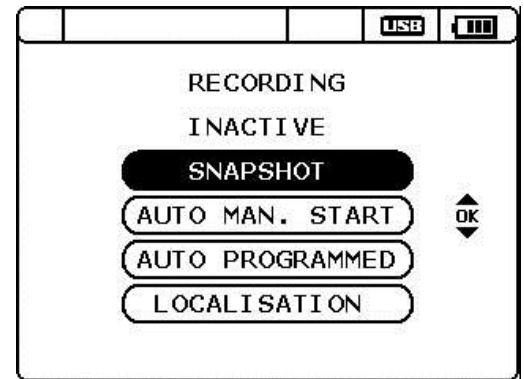 USB
RECORDING
INACTIVE
SNAPSHOT
AUTO MAN. START
OK
AUTO PROGRAMMED
LOCALISATION